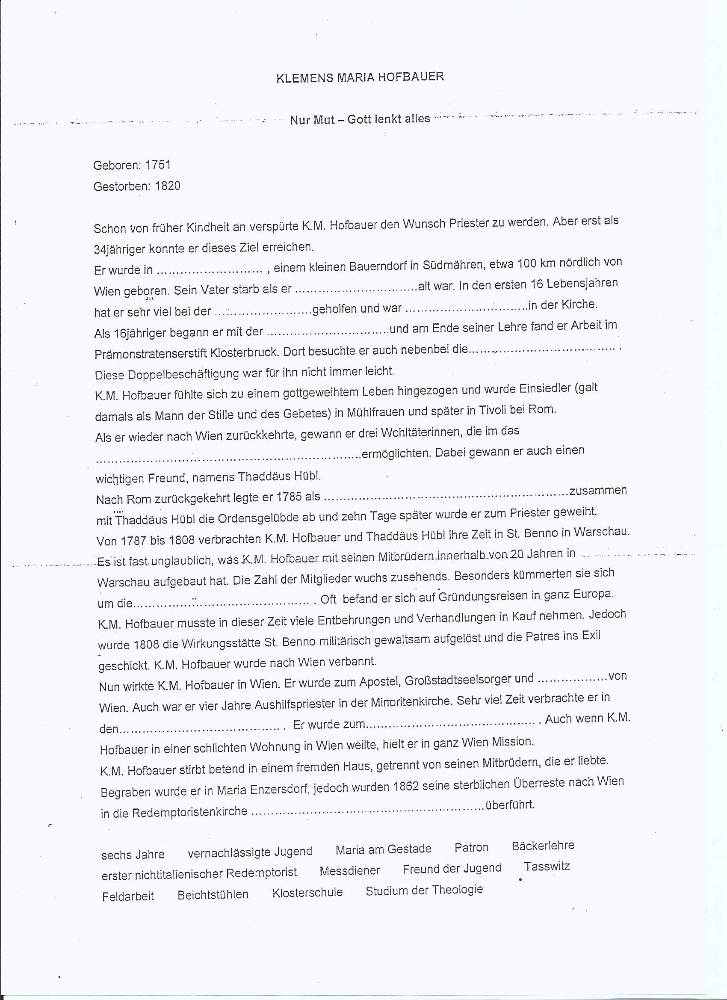 KLEMENS MARIA HOFBAUER
Nur Mut – Gott lenkt alles
Geboren: 1751
Gestorben: 1820
Schon von früher Kindheit an verspürte K.M. Hofbauer den Wunsch Priester zu werden. Aber erst als
34jähriger konnte er dieses Ziel erreichen.
Er wurde in ........................... , einem kleinen Bauerndorf in Südmähren, etwa 100 km nördlich von
Wien geboren. Sein Vater starb als er ................................alt war. In den ersten 16 Lebensjahren
hat er sehr viel bei der .........................geholfen und war ................................in der Kirche.
Als 16jähriger begann er mit der ................................und am Ende seiner Lehre fand er Arbeit im
Prämonstratenserstift Klosterbruck. Dort besuchte er auch nebenbei die...................................... .
Diese Doppelbeschäftigung war für ihn nicht immer leicht.
K.M. Hofbauer fühlte sich zu einem gottgeweihtem Leben hingezogen und wurde Einsiedler (galt
damals als Mann der Stille und des Gebetes) in Mühlfrauen und später in Tivoli bei Rom.
Als er wieder nach Wien zurückkehrte, gewann er drei Wohltäterinnen, die im das
.....................................................................ermöglichten. Dabei gewann er auch einen
wichtigen Freund, namens Thaddäus Hübl.
Nach Rom zurückgekehrt legte er 1785 als ................................................................zusammen
mit Thaddäus Hübl die Ordensgelübde ab und zehn Tage später wurde er zum Priester geweiht.
Von 1787 bis 1808 verbrachten K.M. Hofbauer und Thaddäus Hübl ihre Zeit in St. Benno in Warschau.
Es ist fast unglaublich, was K.M. Hofbauer mit seinen Mitbrüdern innerhalb von 20 Jahren in
Warschau aufgebaut hat. Die Zahl der Mitglieder wuchs zusehends. Besonders kümmerten sie sich
um die.............................................. . Oft befand er sich auf Gründungsreisen in ganz Europa.
K.M. Hofbauer musste in dieser Zeit viele Entbehrungen und Verhandlungen in Kauf nehmen. Jedoch
wurde 1808 die Wirkungsstätte St. Benno militärisch gewaltsam aufgelöst und die Patres ins Exil
geschickt. K.M. Hofbauer wurde nach Wien verbannt.
Nun wirkte K.M. Hofbauer in Wien. Er wurde zum Apostel, Großstadtseelsorger und ..................von
Wien. Auch war er vier Jahre Aushilfspriester in der Minoritenkirche. Sehr viel Zeit verbrachte er in
den.......................................... . Er wurde zum............................................ . Auch wenn K.M.
Hofbauer in einer schlichten Wohnung in Wien weilte, hielt er in ganz Wien Mission.
K.M. Hofbauer stirbt betend in einem fremden Haus, getrennt von seinen Mitbrüdern, die er liebte.
Begraben wurde er in Maria Enzersdorf, jedoch wurden 1862 seine sterblichen Überreste nach Wien
in die Redemptoristenkirche .............................................................überführt.
sechs Jahre vernachlässigte Jugend Maria am Gestade Patron Bäckerlehre
erster nichtitalienischer Redemptorist Messdiener Freund der Jugend Tasswitz
Feldarbeit Beichtstühlen Klosterschule Studium der Theologie